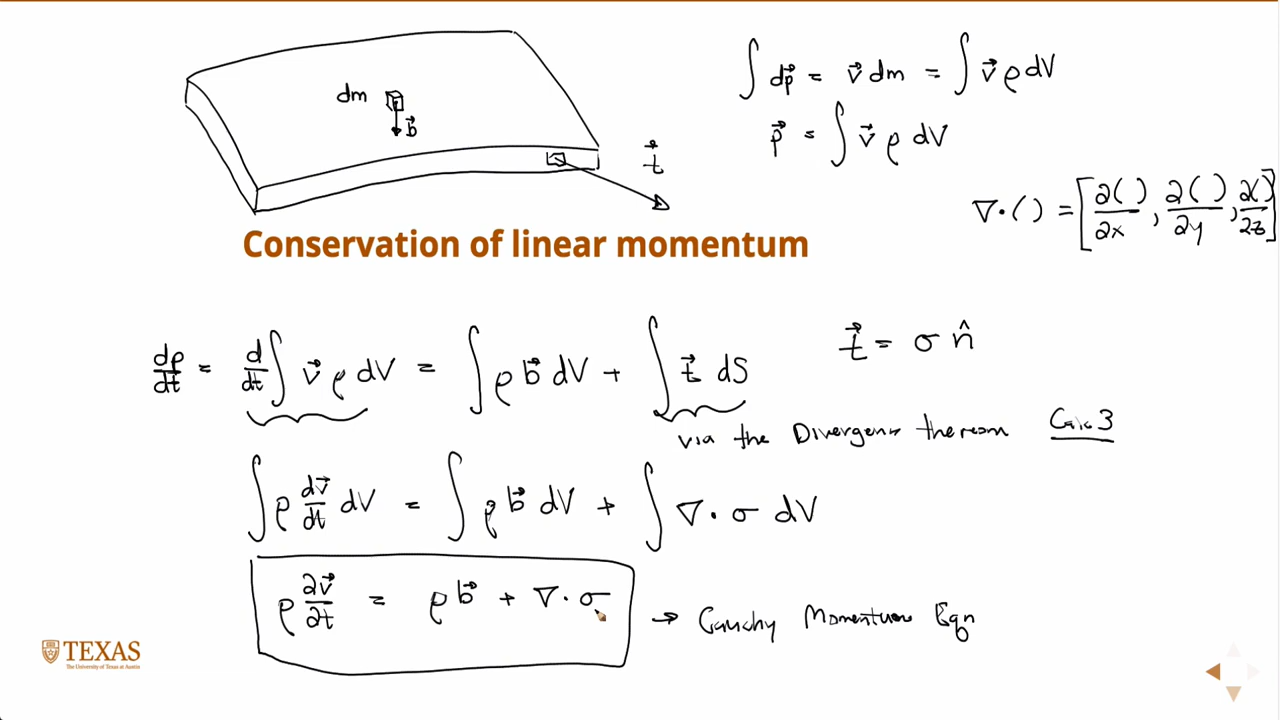 ∫ dp⃗ = v⃗ dm = ∫ v⃗ ρ dV
dm
b⃗
p⃗ = ∫ v⃗ ρ dV
t⃗
∇·( ) = [∂( )/∂x, ∂( )/∂y, ∂( )/∂z]
Conservation of linear momentum
t⃗ = σ n̂
dp/dt = d/dt ∫ v⃗ ρ dV = ∫ ρ b⃗ dV + ∫ t⃗ dS
via the Divergence theorem Calc 3
∫ ρ dv⃗/dt dV = ∫ ρ b⃗ dV + ∫ ∇·σ dV
ρ ∂v⃗/∂t = ρ b⃗ + ∇·σ → Cauchy Momentum Eqn
TEXAS
The University of Texas at Austin